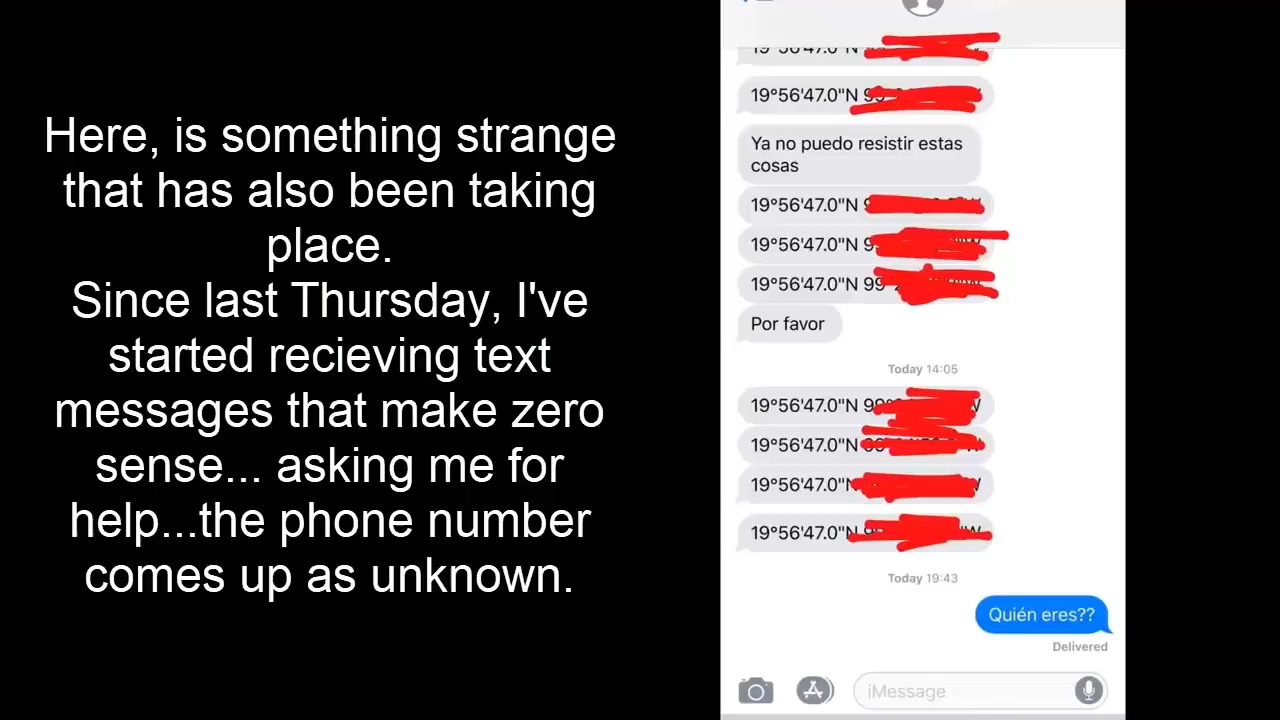 Here, is something strange
that has also been taking
place.
Since last Thursday, I've
started recieving text
messages that make zero
sense... asking me for
help...the phone number
comes up as unknown.
19°56'47.0"N
19°56'47.0"N
Ya no puedo resistir estas
cosas
19°56'47.0"N
19°56'47.0"N
19°56'47.0"N 99°
Por favor
Today 14:05
19°56'47.0"N 99°
19°56'47.0"N
19°56'47.0"N
19°56'47.0"N
Today 19:43
Quién eres??
Delivered
iMessage